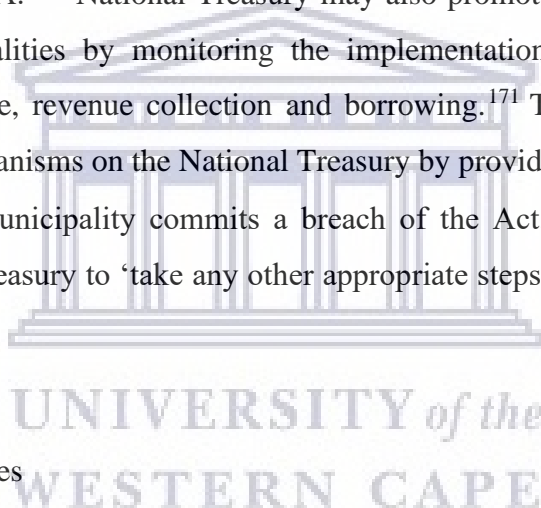 A. National Treasury may also promot
alities by monitoring the implementation
e, revenue collection and borrowing.171 T
anisms on the National Treasury by provid
unicipality commits a breach of the Act
easury to ‘take any other appropriate steps
UNIVERSITY of the
es
WESTERN CAPE